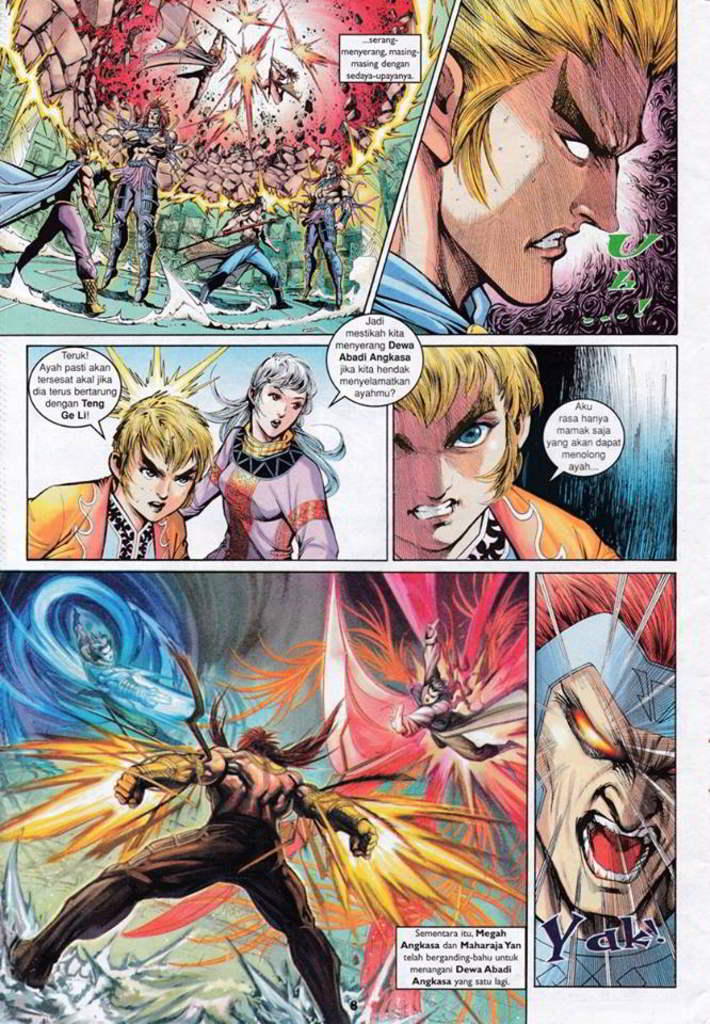 ...serang-
menyerang, masing-
masing dengan
sedaya-upayanya.
Uh
...!
Teruk!
Ayah pasti akan
tersesat akal jika
dia terus bertarung
dengan Teng
Ge Li!
Jadi
mestikah kita
menyerang Dewa
Abadi Angkasa
jika kita hendak
menyelamatkan
ayahmu?
Aku
rasa hanya
mamak saja
yang akan dapat
menolong
ayah...
Sementara itu, Megah
Angkasa dan Maharaja Yan
telah berganding-bahu untuk
menangani Dewa Abadi
Angkasa yang satu lagi.
Yak!
8